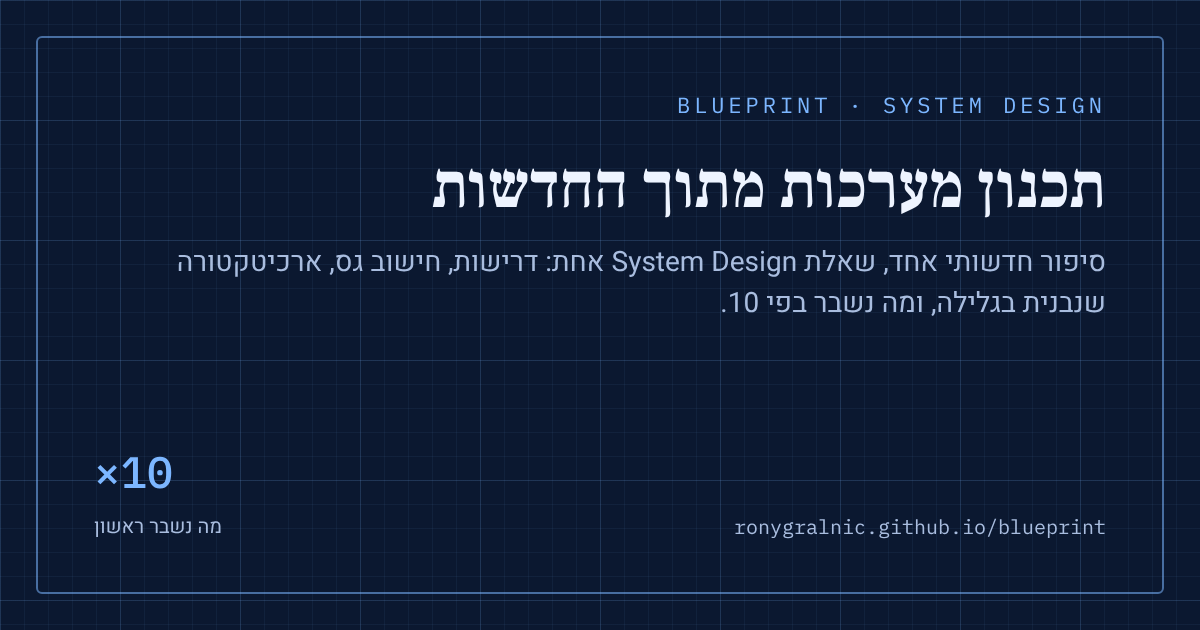 BLUEPRINT · SYSTEM DESIGN
תכנון מערכות מתוך החדשות
סיפור חדשותי אחד, שאלת System Design אחת: דרישות, חישוב גס, ארכיטקטורה
שנבנית בגלילה, ומה נשבר בפי 10.
×10
מה נשבר ראשון
ronygralnic.github.io/blueprint